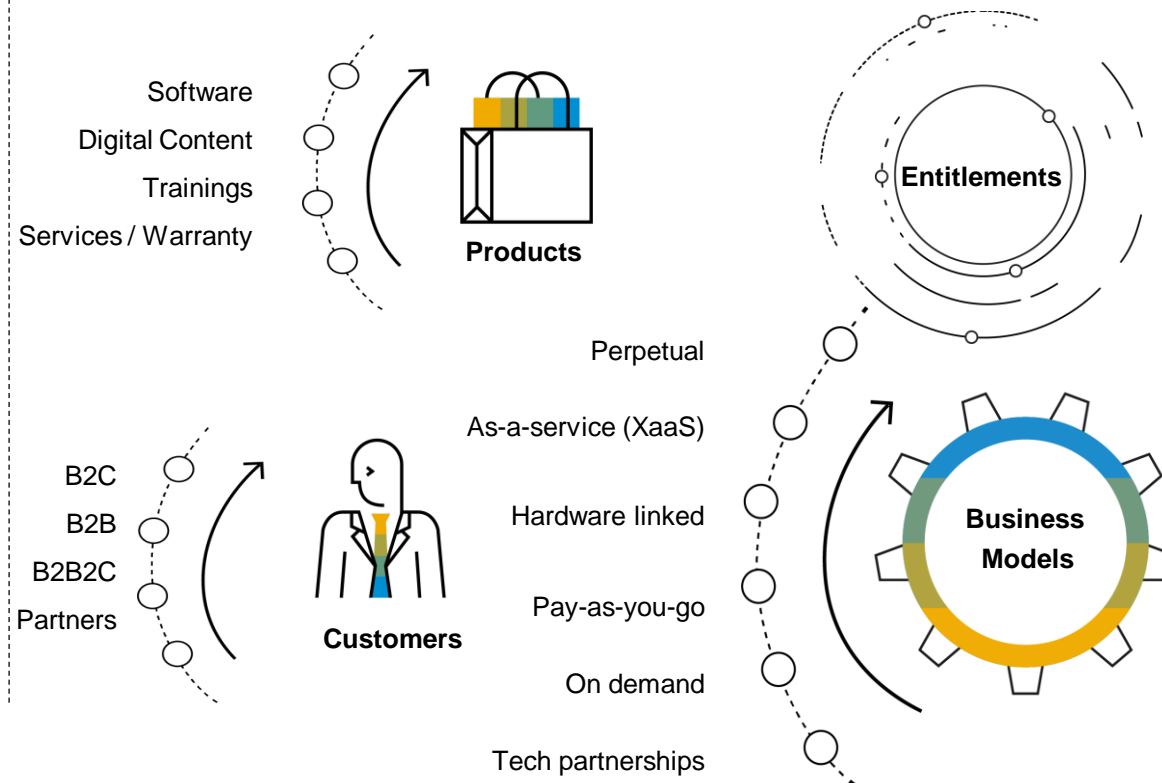 Software
Digital Content
Trainings
Services / Warranty
Products
Entitlements
B2C
B2B
B2B2C
Partners
Customers
Perpetual
As-a-service (XaaS)
Hardware linked
Pay-as-you-go
On demand
Tech partnerships
Business
Models